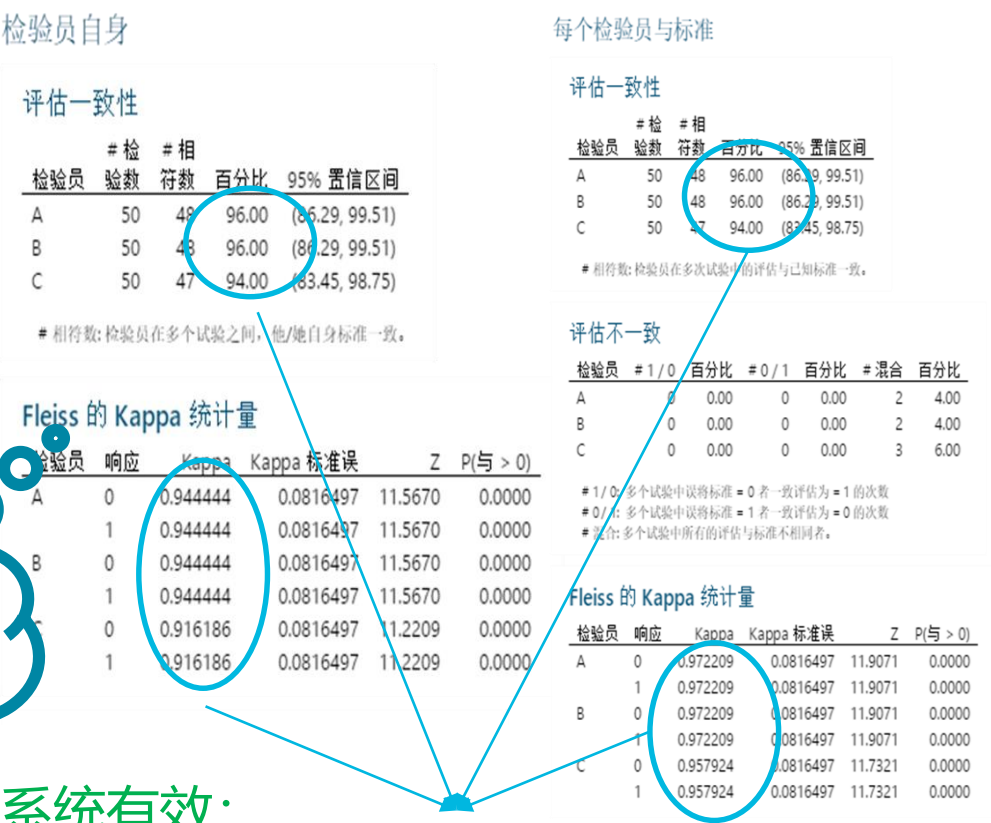 检验员自身
评估一致性
# 检 # 相
检验员 验数 符数 百分比 95% 置信区间
A 50 48 96.00 (86.29, 99.51)
B 50 48 96.00 (86.29, 99.51)
C 50 47 94.00 (83.45, 98.75)
# 相符数: 检验员在多个试验之间，他/她自身标准一致。
Fleiss 的 Kappa 统计量
检验员 响应 Kappa Kappa 标准误 Z P(与 > 0)
A 0 0.944444 0.0816497 11.5670 0.0000
1 0.944444 0.0816497 11.5670 0.0000
B 0 0.944444 0.0816497 11.5670 0.0000
1 0.944444 0.0816497 11.5670 0.0000
C 0 0.916186 0.0816497 11.2209 0.0000
1 0.916186 0.0816497 11.2209 0.0000
系统有效：
每个检验员与标准
评估一致性
# 检 # 相
检验员 验数 符数 百分比 95% 置信区间
A 50 48 96.00 (86.29, 99.51)
B 50 48 96.00 (86.29, 99.51)
C 50 47 94.00 (83.45, 98.75)
# 相符数: 检验员在多次试验中的评估与已知标准一致。
评估不一致
检验员 # 1 / 0 百分比 # 0 / 1 百分比 # 混合 百分比
A 0 0.00 0 0.00 2 4.00
B 0 0.00 0 0.00 2 4.00
C 0 0.00 0 0.00 3 6.00
# 1 / 0: 多个试验中误将标准 = 0 者一致评估为 = 1 的次数
# 0 / 1: 多个试验中误将标准 = 1 者一致评估为 = 0 的次数
# 混合: 多个试验中所有的评估与标准不相同者。
Fleiss 的 Kappa 统计量
检验员 响应 Kappa Kappa 标准误 Z P(与 > 0)
A 0 0.972209 0.0816497 11.9071 0.0000
1 0.972209 0.0816497 11.9071 0.0000
B 0 0.972209 0.0816497 11.9071 0.0000
1 0.972209 0.0816497 11.9071 0.0000
C 0 0.957924 0.0816497 11.7321 0.0000
1 0.957924 0.0816497 11.7321 0.0000